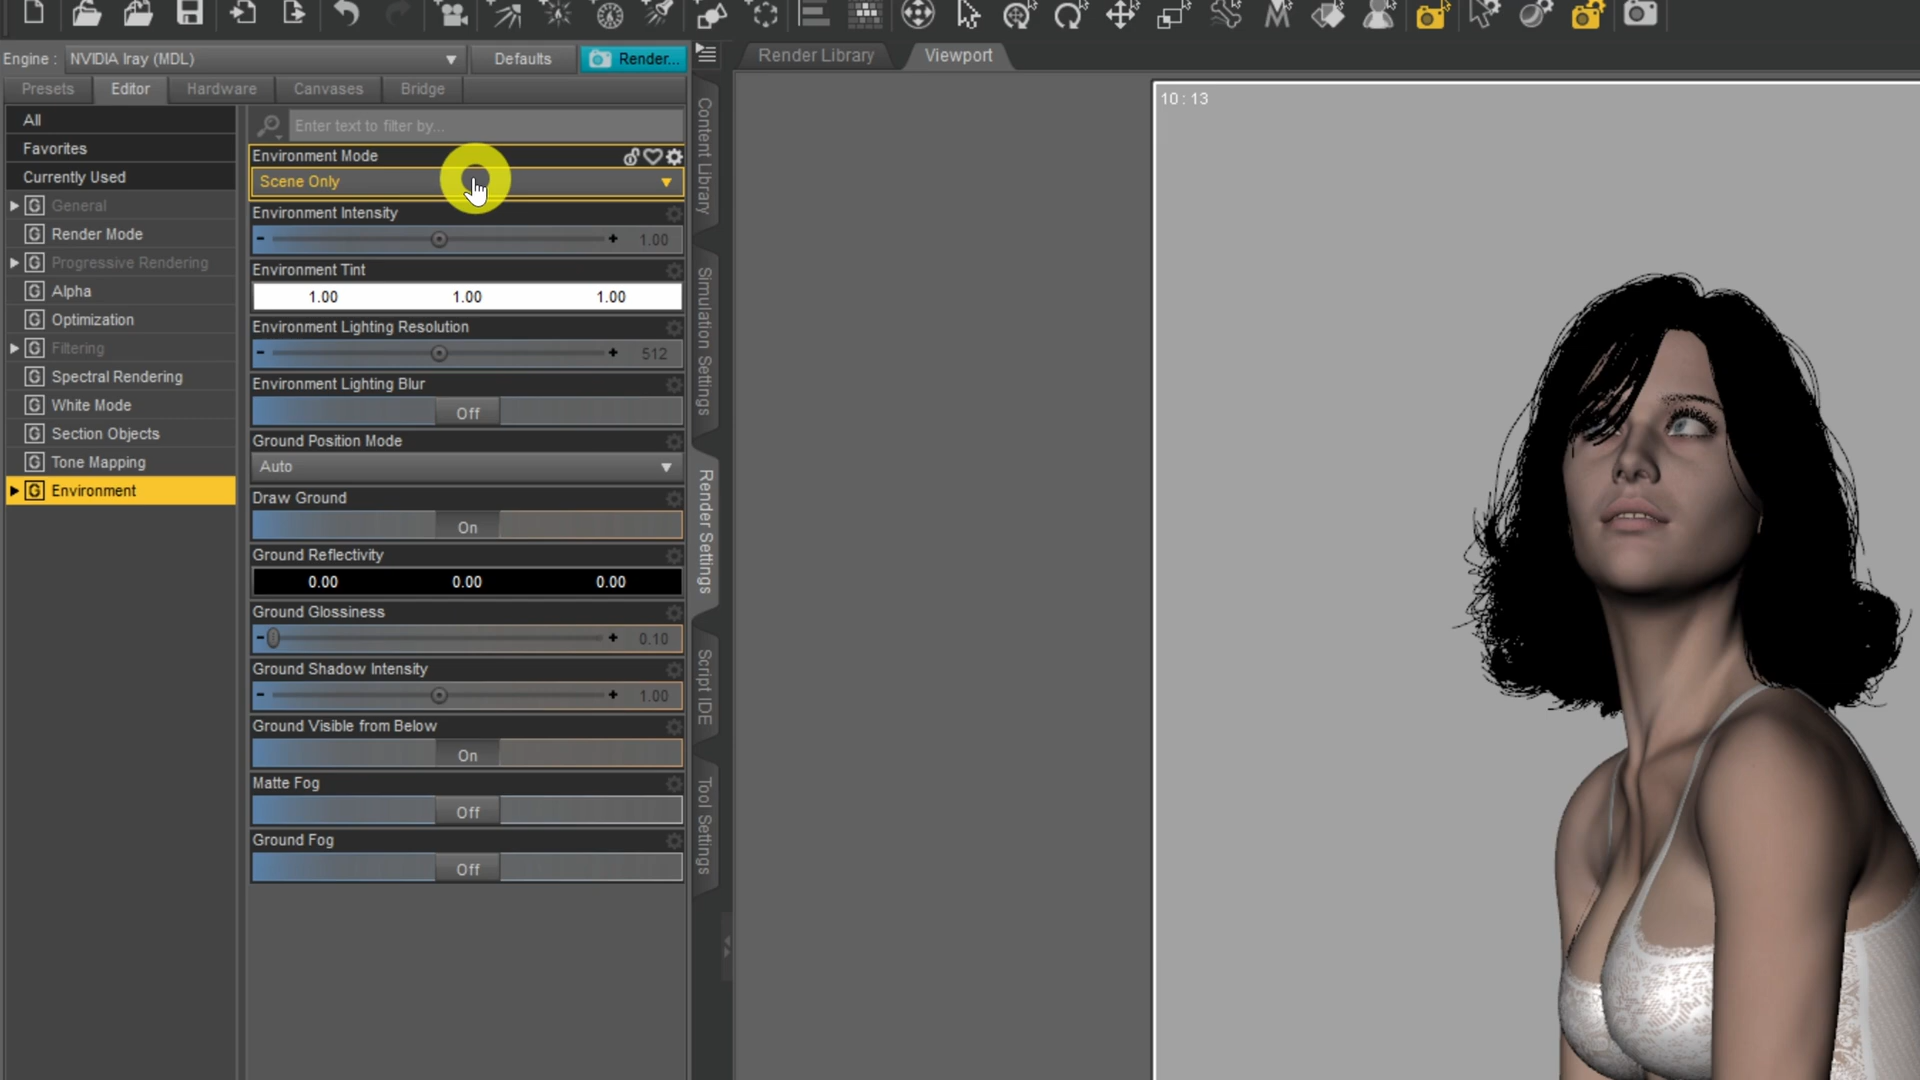 Engine : NVIDIA Iray (MDL) Defaults Render...
Render Library Viewport
Presets Editor Hardware Canvases Bridge
All
Favorites
Currently Used
General
Render Mode
Progressive Rendering
Alpha
Optimization
Filtering
Spectral Rendering
White Mode
Section Objects
Tone Mapping
Environment
Enter text to filter by...
Environment Mode
Scene Only
Environment Intensity
1.00
Environment Tint
1.00 1.00 1.00
Environment Lighting Resolution
512
Environment Lighting Blur
Off
Ground Position Mode
Auto
Draw Ground
On
Ground Reflectivity
0.00 0.00 0.00
Ground Glossiness
0.10
Ground Shadow Intensity
1.00
Ground Visible from Below
On
Matte Fog
Off
Ground Fog
Off
Content Library
Simulation Settings
Render Settings
Script IDE
Tool Settings
10 : 13